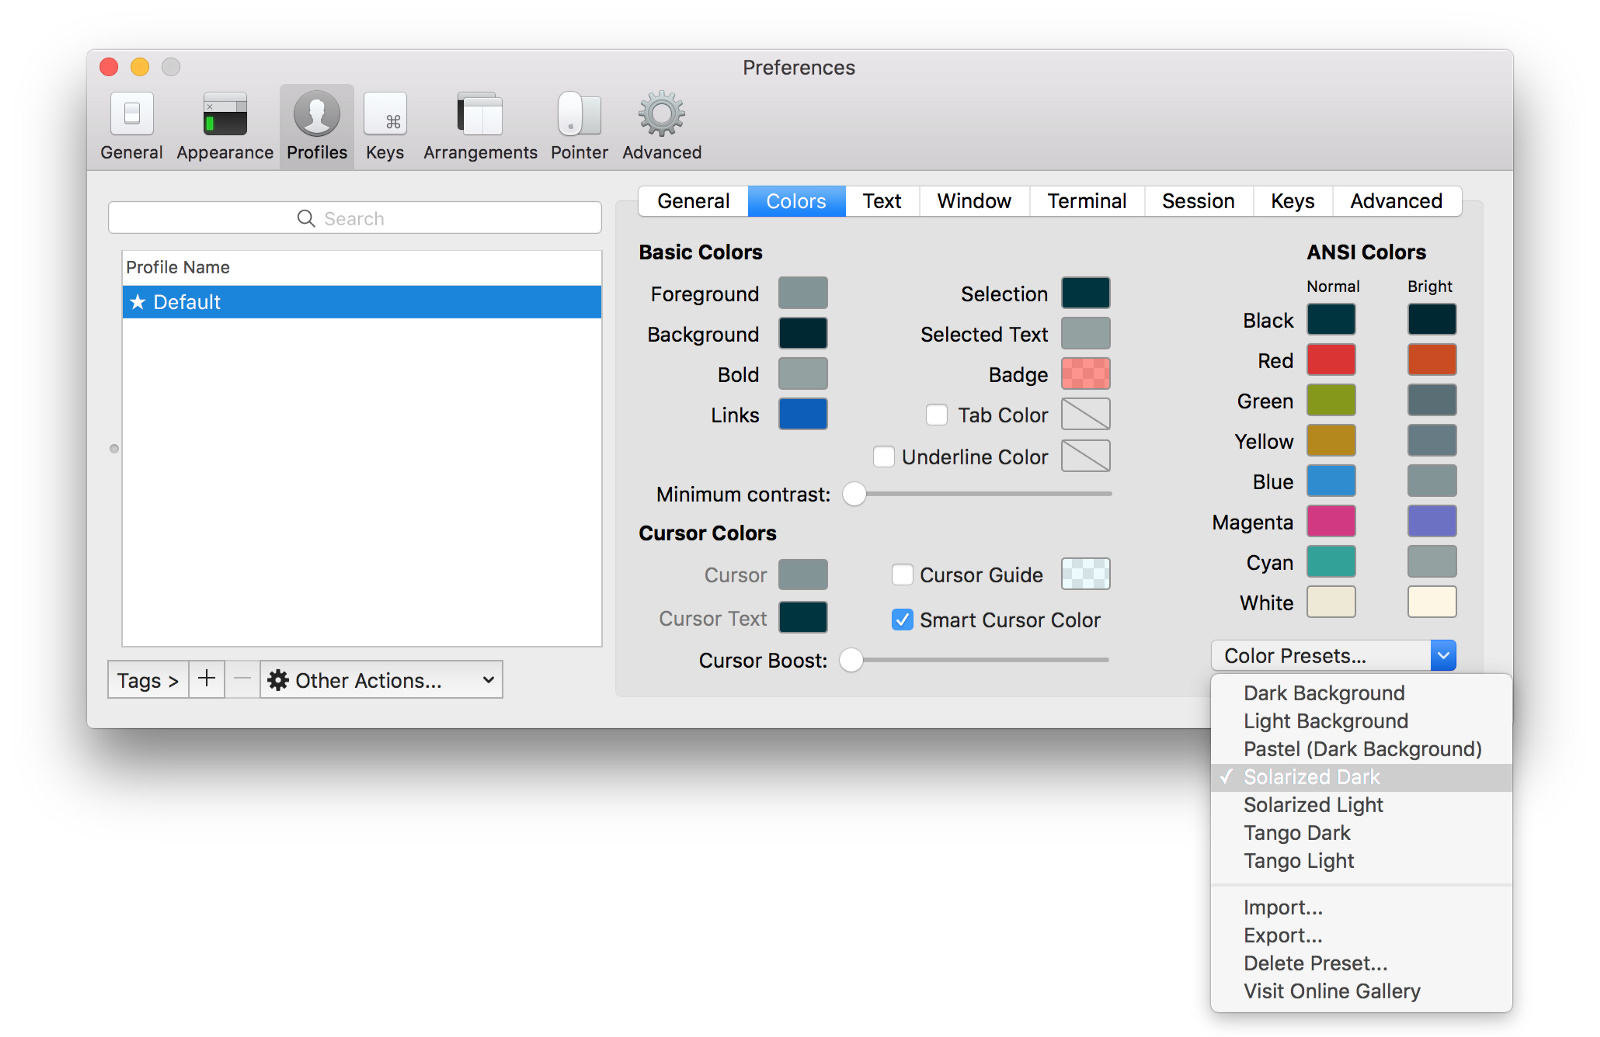 Preferences
General Appearance Profiles Keys Arrangements Pointer Advanced
Search
Profile Name
★ Default
Tags > + − Other Actions...
General Colors Text Window Terminal Session Keys Advanced
Basic Colors
Foreground
Background
Bold
Links
Selection
Selected Text
Badge
Tab Color
Underline Color
Minimum contrast:
Cursor Colors
Cursor
Cursor Text
Cursor Guide
✓ Smart Cursor Color
Cursor Boost:
ANSI Colors
Normal Bright
Black
Red
Green
Yellow
Blue
Magenta
Cyan
White
Color Presets...
Dark Background
Light Background
Pastel (Dark Background)
✓ Solarized Dark
Solarized Light
Tango Dark
Tango Light
Import...
Export...
Delete Preset...
Visit Online Gallery